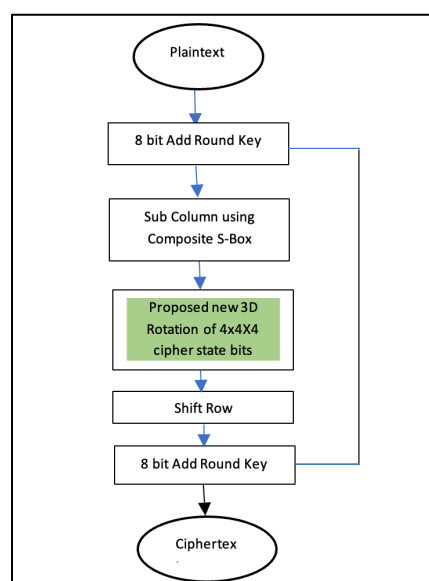 Plaintext
8 bit Add Round Key
Sub Column using
Composite S-Box
Proposed new 3D
Rotation of 4x4X4
cipher state bits
Shift Row
8 bit Add Round Key
Ciphertex
.